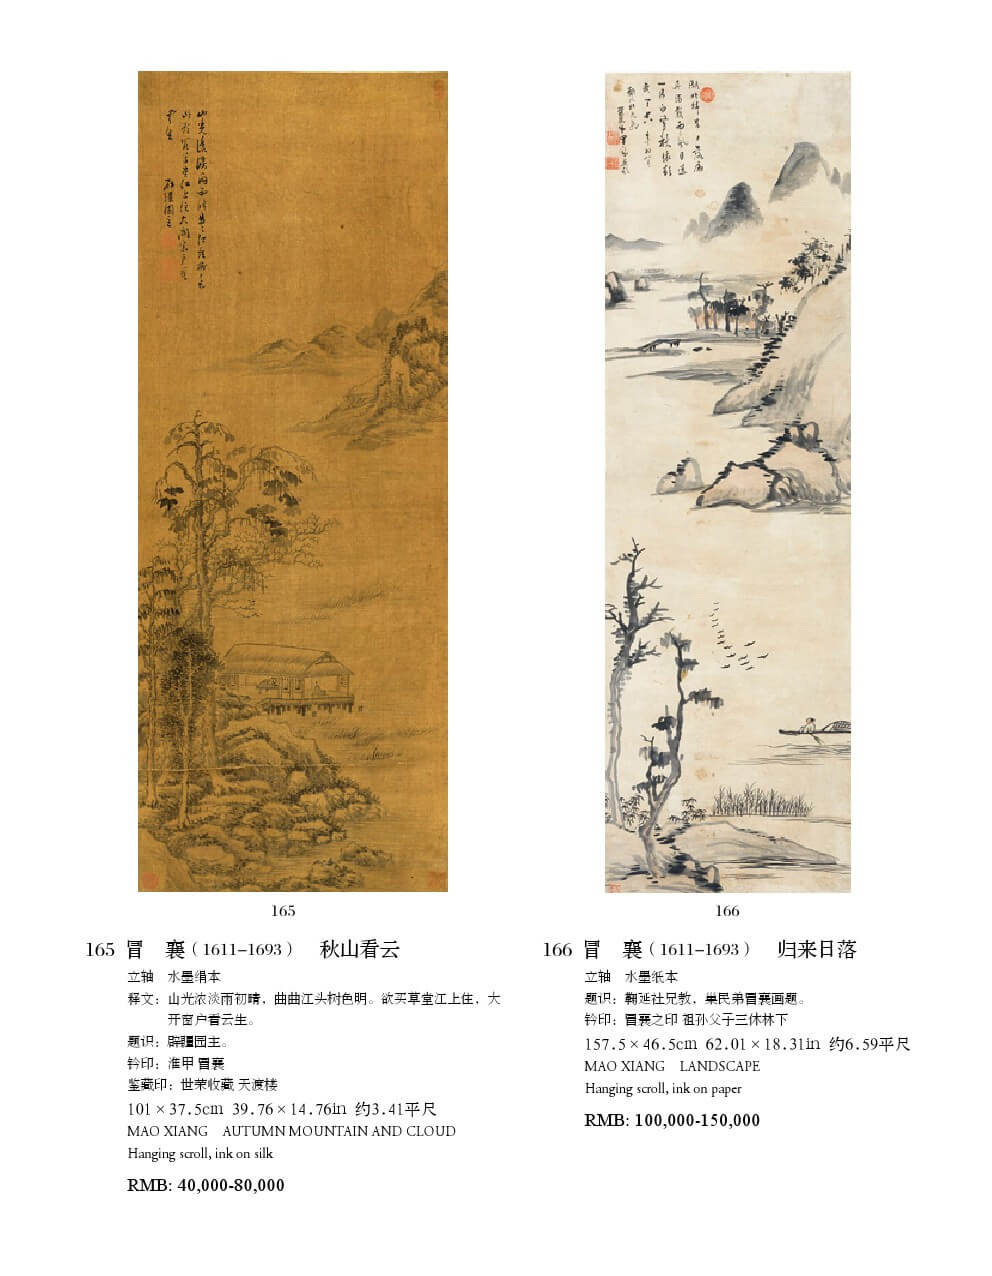 山光浓淡雨初晴
165
166
165 冒 襄（1611–1693） 秋山看云
立轴 水墨绢本
释文：山光浓淡雨初晴，曲曲江头树色明。欲买草堂江上住，大
开窗户看云生。
题识：辟疆园主。
钤印：淮甲 冒襄
鉴藏印：世荣收藏 天渡楼
101×37.5cm 39.76×14.76in 约3.41平尺
MAO XIANG AUTUMN MOUNTAIN AND CLOUD
Hanging scroll, ink on silk
RMB: 40,000-80,000
166 冒 襄（1611–1693） 归来日落
立轴 水墨纸本
题识：鞠延社兄教，巢民弟冒襄画题。
钤印：冒襄之印 祖孙父子三休林下
157.5×46.5cm 62.01×18.31in 约6.59平尺
MAO XIANG LANDSCAPE
Hanging scroll, ink on paper
RMB: 100,000-150,000